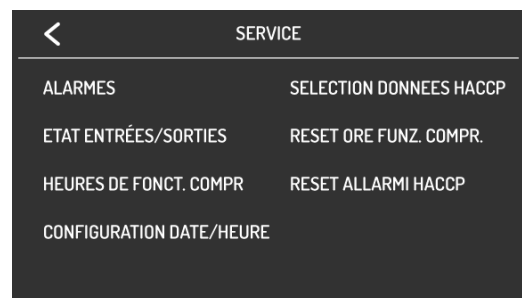 SERVICE
ALARMES
SELECTION DONNEES HACCP
ETAT ENTRÉES/SORTIES
RESET ORE FUNZ. COMPR.
HEURES DE FONCT. COMPR
RESET ALLARMI HACCP
CONFIGURATION DATE/HEURE